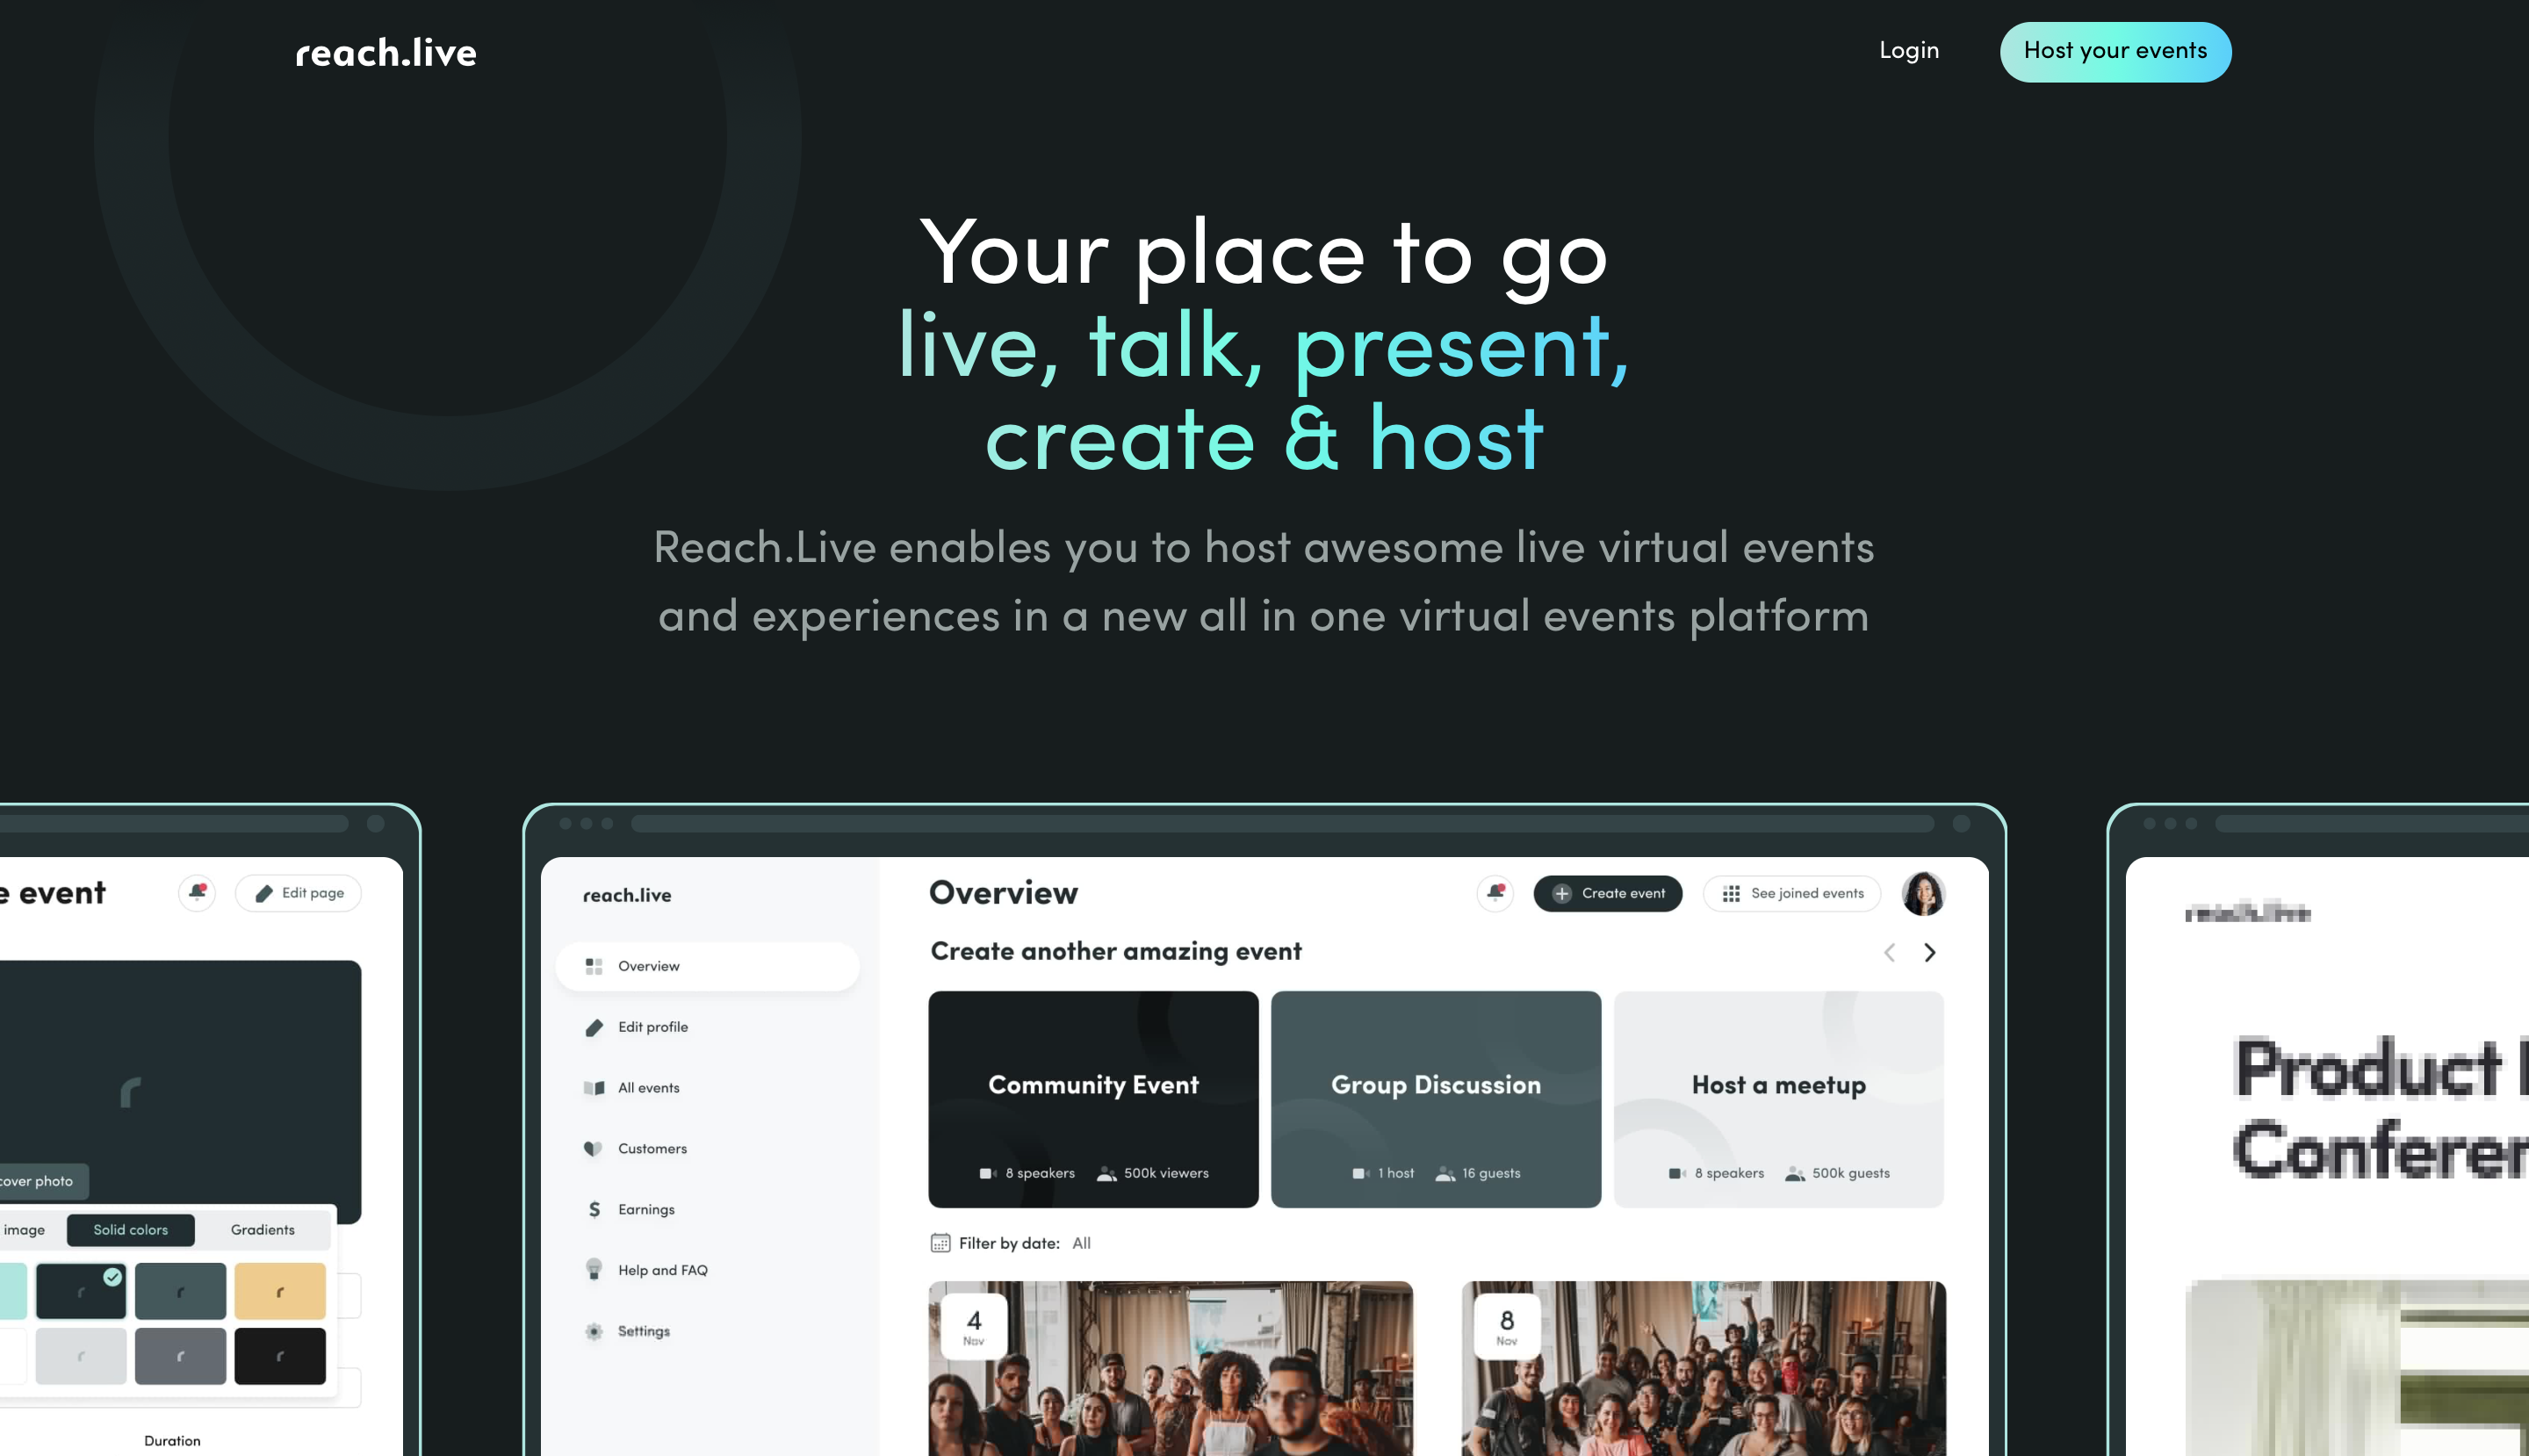 reach.live
Login
Host your events
Your place to go
live, talk, present,
create & host
Reach.Live enables you to host awesome live virtual events
and experiences in a new all in one virtual events platform
e event
Edit page
cover photo
image
Solid colors
Gradients
Duration
reach.live
Overview
Edit profile
All events
Customers
Earnings
Help and FAQ
Settings
Overview
Create event
See joined events
Create another amazing event
Community Event
8 speakers
500k viewers
Group Discussion
1 host
16 guests
Host a meetup
8 speakers
500k guests
Filter by date: All
4
Nov
8
Nov
reach.live
Product
Conferen